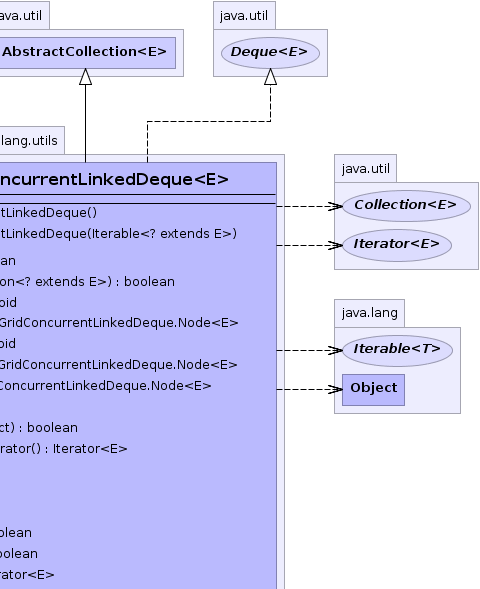 ava.util
AbstractCollection<E>
java.util
Deque<E>
lang.utils
ncurrentLinkedDeque<E>
tLinkedDeque()
tLinkedDeque(Iterable<? extends E>)
an
on<? extends E>) : boolean
oid
GridConcurrentLinkedDeque.Node<E>
oid
GridConcurrentLinkedDeque.Node<E>
ConcurrentLinkedDeque.Node<E>
ct) : boolean
rator() : Iterator<E>
olean
oolean
rator<E>
java.util
Collection<E>
Iterator<E>
java.lang
Iterable<T>
Object